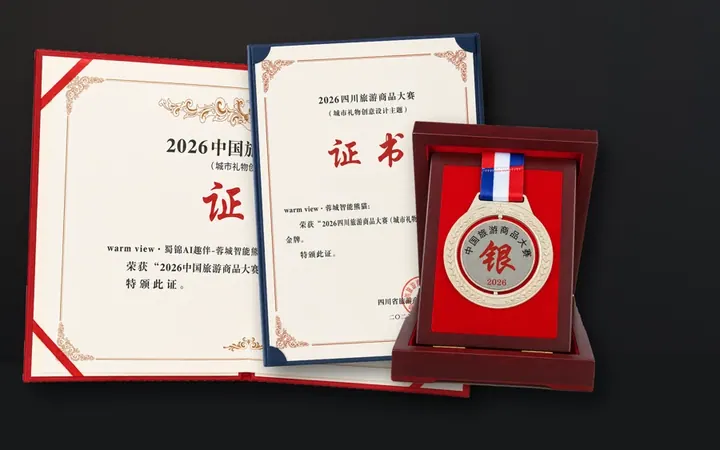 2026中国旅
(城市礼物创
证
warm view·蜀锦AI趣伴-蓉城智能熊
荣获“2026中国旅游商品大赛
特颁此证。
2026四川旅游商品大赛
(城市礼物创意设计主题)
证书
warm view·蓉城智能熊猫:
荣获“2026四川旅游商品大赛(城市礼物
金牌。
特颁此证。
四川省旅游
二〇二
中国旅游商品大赛
银
2026